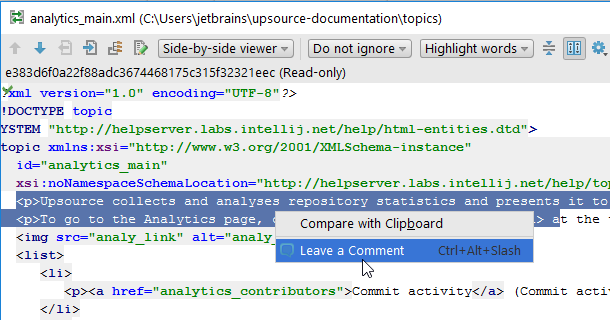 analytics_main.xml (C:\Users\jetbrains\upsource-documentation\topics)
Side-by-side viewer Do not ignore Highlight words
e383d6f0a22f88adc3674468175c315f32321eec (Read-only)
?xml version="1.0" encoding="UTF-8"?>
!DOCTYPE topic
YSTEM "http://helpserver.labs.intellij.net/help/html-entities.dtd">
topic xmlns:xsi="http://www.w3.org/2001/XMLSchema-instance"
id="analytics_main"
xsi:noNamespaceSchemaLocation="http://helpserver.labs.intellij.net/help/top
<p>Upsource collects and analyses repository statistics and presents it to
<p>To go to the Analytics page, > at the
Compare with Clipboard
<img src="analy_link" alt="analy_
Leave a Comment Ctrl+Alt+Slash
<list>
<li>
<p><a href="analytics_contributors">Commit activity</a> (Commit activ
</li>